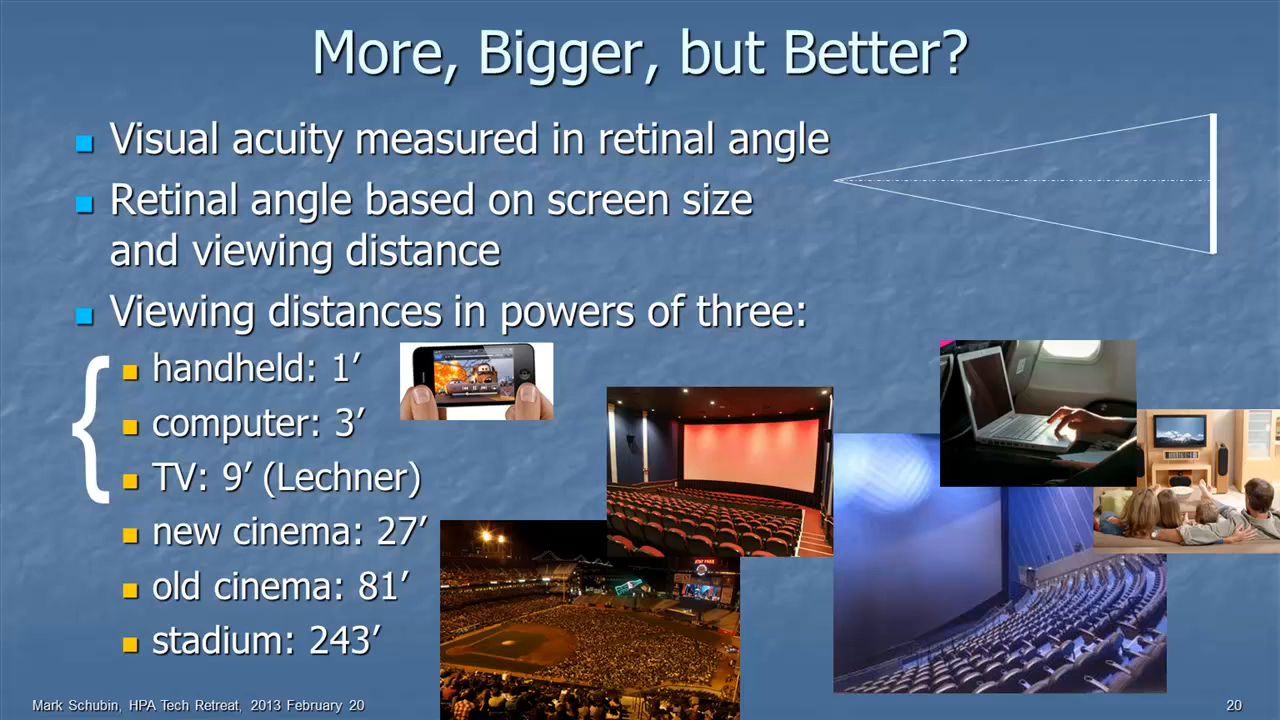 More, Bigger, but Better?
Visual acuity measured in retinal angle
Retinal angle based on screen size
and viewing distance
Viewing distances in powers of three:
handheld: 1’
computer: 3’
TV: 9’ (Lechner)
new cinema: 27’
old cinema: 81’
stadium: 243’
AT&T PARK
Mark Schubin, HPA Tech Retreat, 2013 February 20
20